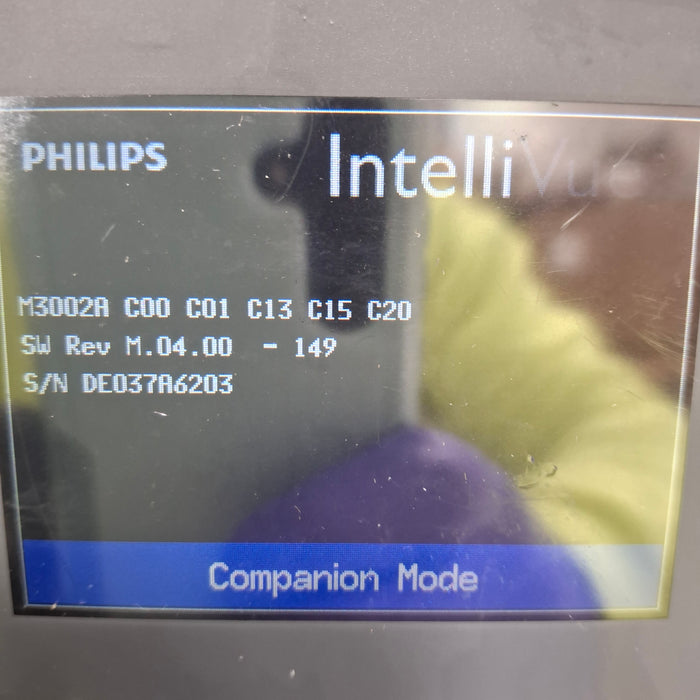 PHILIPS
IntelliVue
M3002A C00 C01 C13 C15 C20
SW Rev M.04.00 - 149
S/N DE037A6203
Companion Mode